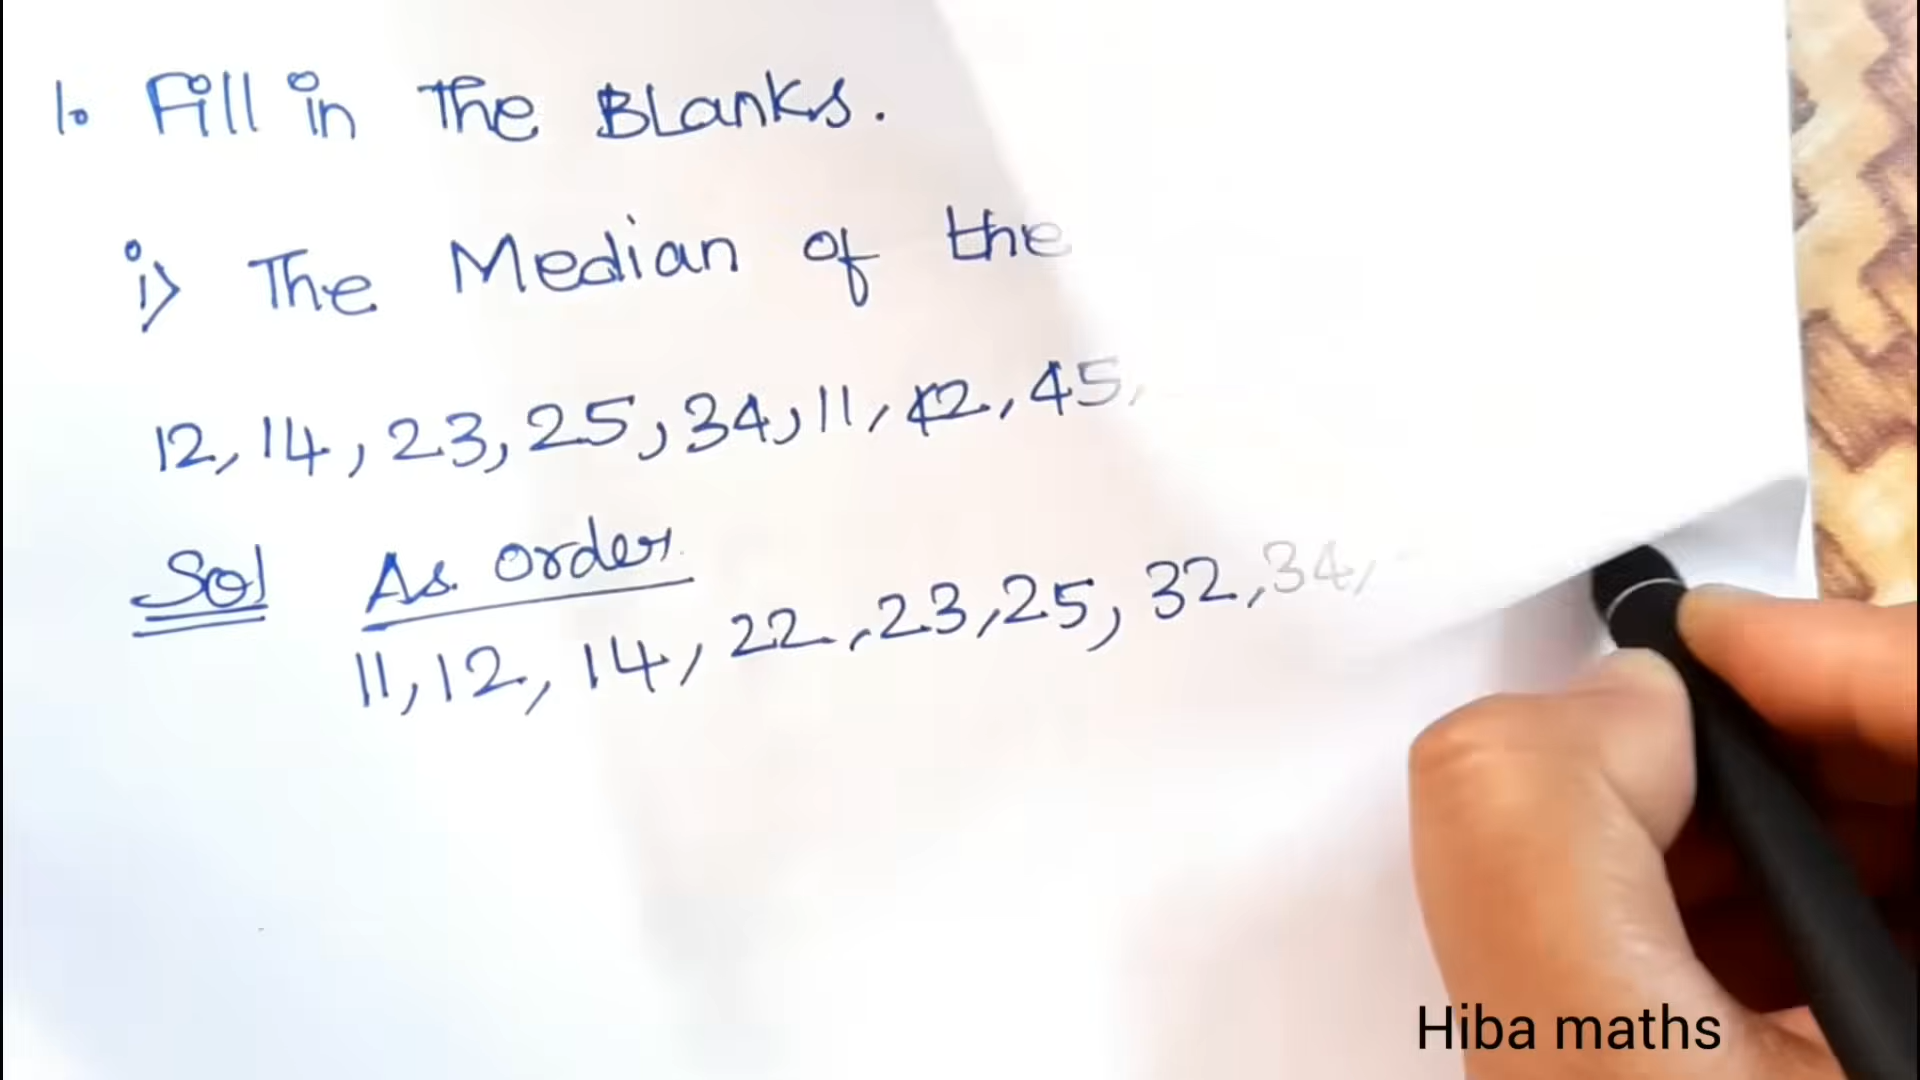 1. Fill in The BLanks.
i) The Median of the
12, 14, 23, 25, 34, 11, 42, 45,
Sol As order
11, 12, 14, 22, 23, 25, 32, 34,
Hiba maths